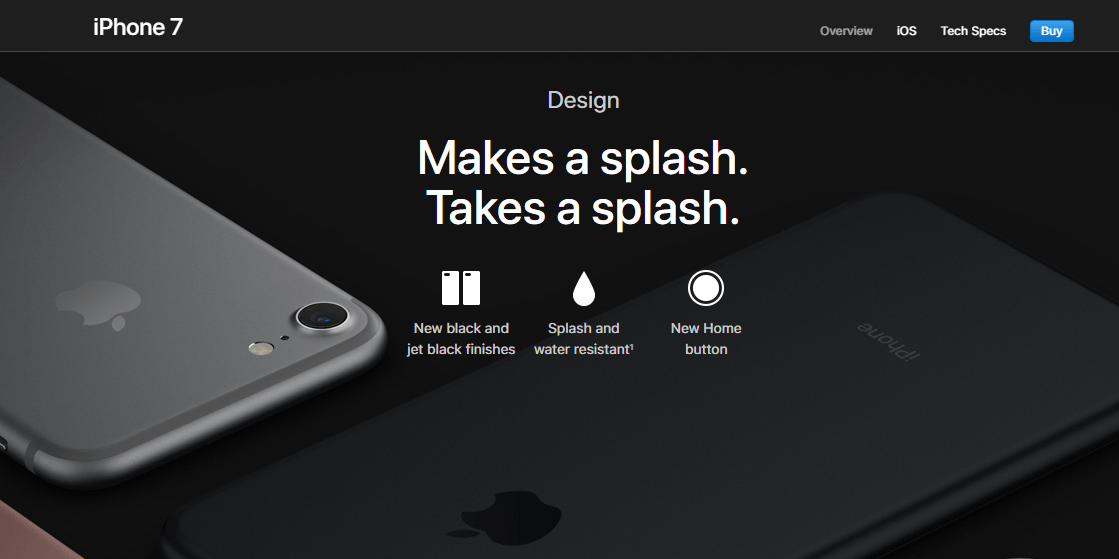 iPhone 7
Overview iOS Tech Specs Buy
Design
Makes a splash.
Takes a splash.
New black and
jet black finishes
Splash and
water resistant¹
New Home
button
iPhone